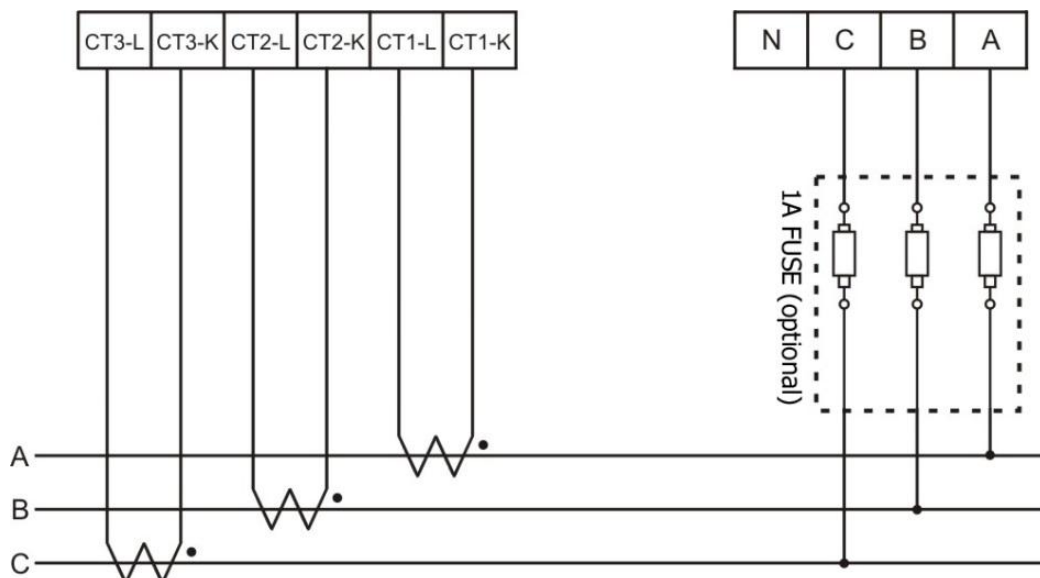 CT3-L CT3-K CT2-L CT2-K CT1-L CT1-K
N C B A
1A FUSE (optional)
A
B
C